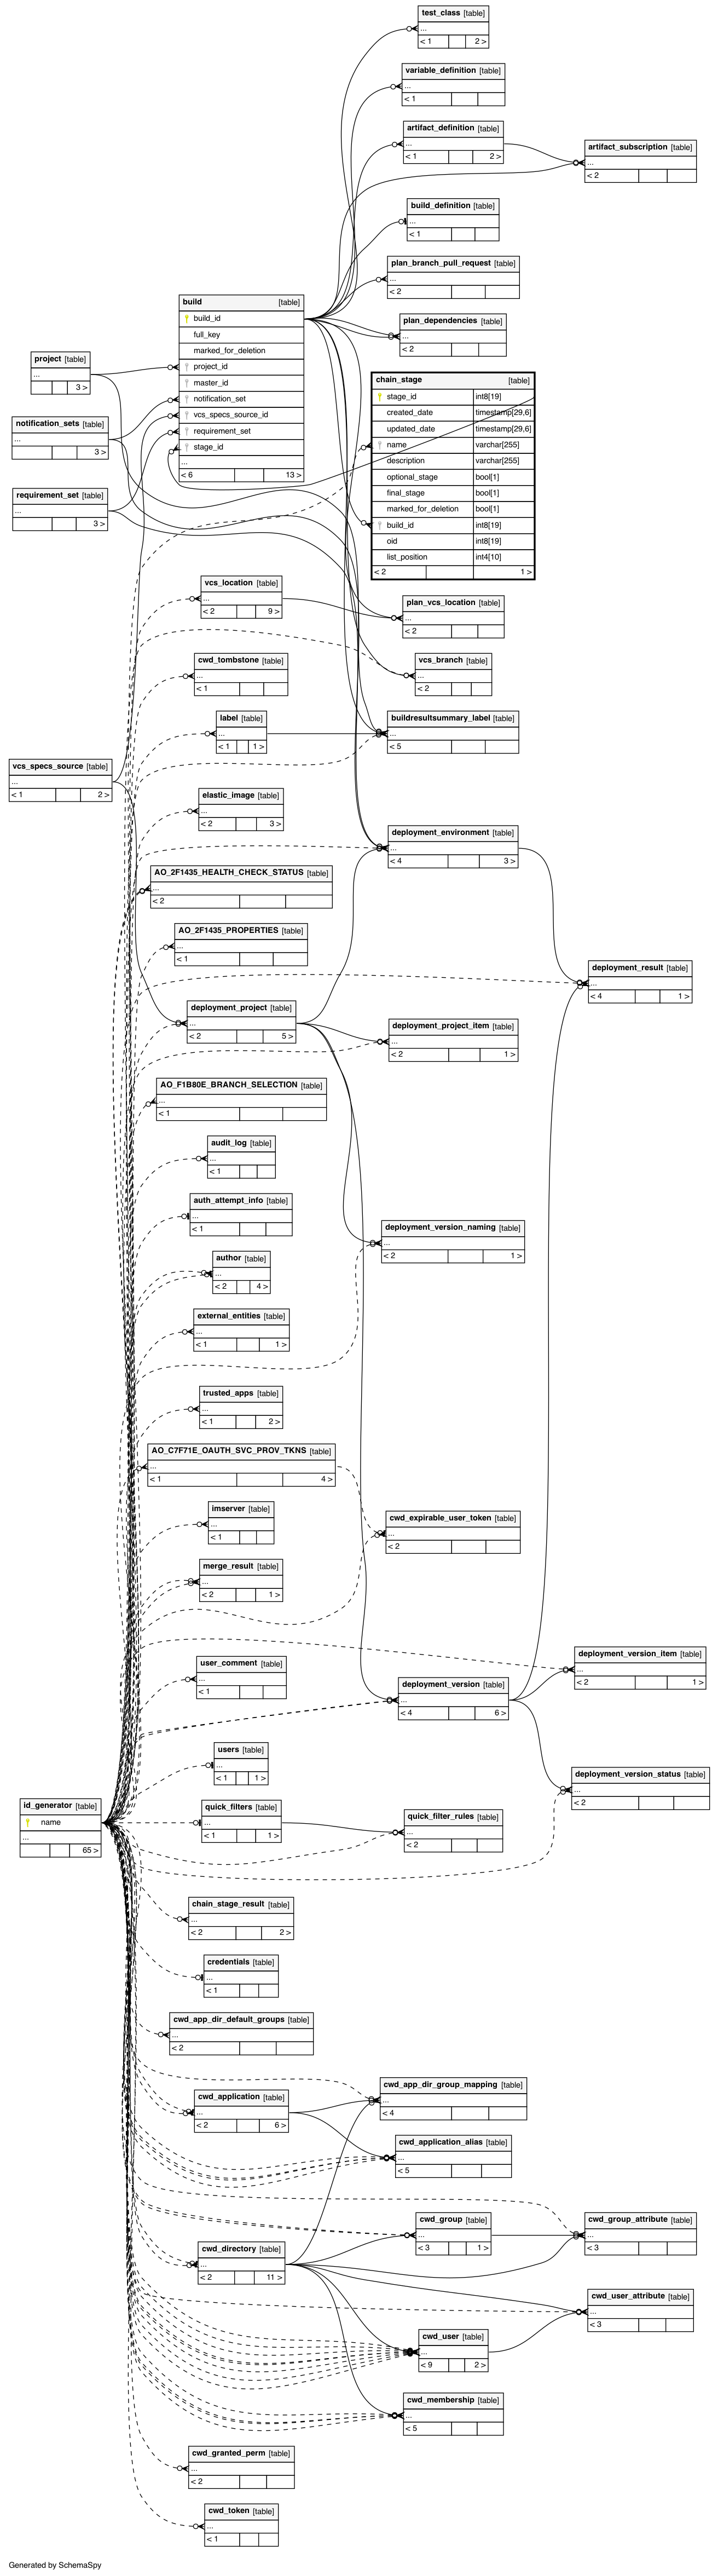 test_class [table]
...
< 1 2 >
variable_definition [table]
...
< 1
artifact_definition [table]
...
< 1 2 >
artifact_subscription [table]
...
< 2
build_definition [table]
...
< 1
plan_branch_pull_request [table]
...
< 2
build [table]
build_id
full_key
marked_for_deletion
project_id
master_id
notification_set
vcs_specs_source_id
requirement_set
stage_id
...
< 6 13 >
plan_dependencies [table]
...
< 2
project [table]
...
3 >
chain_stage [table]
stage_id int8[19]
created_date timestamp[29,6]
updated_date timestamp[29,6]
name varchar[255]
description varchar[255]
optional_stage bool[1]
final_stage bool[1]
marked_for_deletion bool[1]
build_id int8[19]
oid int8[19]
list_position int4[10]
< 2 1 >
notification_sets [table]
...
3 >
requirement_set [table]
...
3 >
vcs_location [table]
...
< 2 9 >
plan_vcs_location [table]
...
< 2
cwd_tombstone [table]
...
< 1
vcs_branch [table]
...
< 2
label [table]
...
< 1 1 >
buildresultsummary_label [table]
...
< 5
vcs_specs_source [table]
...
< 1 2 >
elastic_image [table]
...
< 2 3 >
deployment_environment [table]
...
< 4 3 >
AO_2F1435_HEALTH_CHECK_STATUS [table]
...
< 2
AO_2F1435_PROPERTIES [table]
...
< 1
deployment_result [table]
...
< 4 1 >
deployment_project [table]
...
< 2 5 >
deployment_project_item [table]
...
< 2 1 >
AO_F1B80E_BRANCH_SELECTION [table]
...
< 1
audit_log [table]
...
< 1
auth_attempt_info [table]
...
< 1
deployment_version_naming [table]
...
< 2 1 >
author [table]
...
< 2 4 >
external_entities [table]
...
< 1 1 >
trusted_apps [table]
...
< 1 2 >
AO_C7F71E_OAUTH_SVC_PROV_TKNS [table]
...
< 1 4 >
imserver [table]
...
< 1
cwd_expirable_user_token [table]
...
< 2
merge_result [table]
...
< 2 1 >
deployment_version_item [table]
...
< 2 1 >
user_comment [table]
...
< 1
deployment_version [table]
...
< 4 6 >
users [table]
...
< 1 1 >
deployment_version_status [table]
...
< 2
id_generator [table]
name
...
65 >
quick_filters [table]
...
< 1 1 >
quick_filter_rules [table]
...
< 2
chain_stage_result [table]
...
< 2 2 >
credentials [table]
...
< 1
cwd_app_dir_default_groups [table]
...
< 2
cwd_app_dir_group_mapping [table]
...
< 4
cwd_application [table]
...
< 2 6 >
cwd_application_alias [table]
...
< 5
cwd_group [table]
...
< 3 1 >
cwd_group_attribute [table]
...
< 3
cwd_directory [table]
...
< 2 11 >
cwd_user_attribute [table]
...
< 3
cwd_user [table]
...
< 9 2 >
cwd_membership [table]
...
< 5
cwd_granted_perm [table]
...
< 2
cwd_token [table]
...
< 1
Generated by SchemaSpy